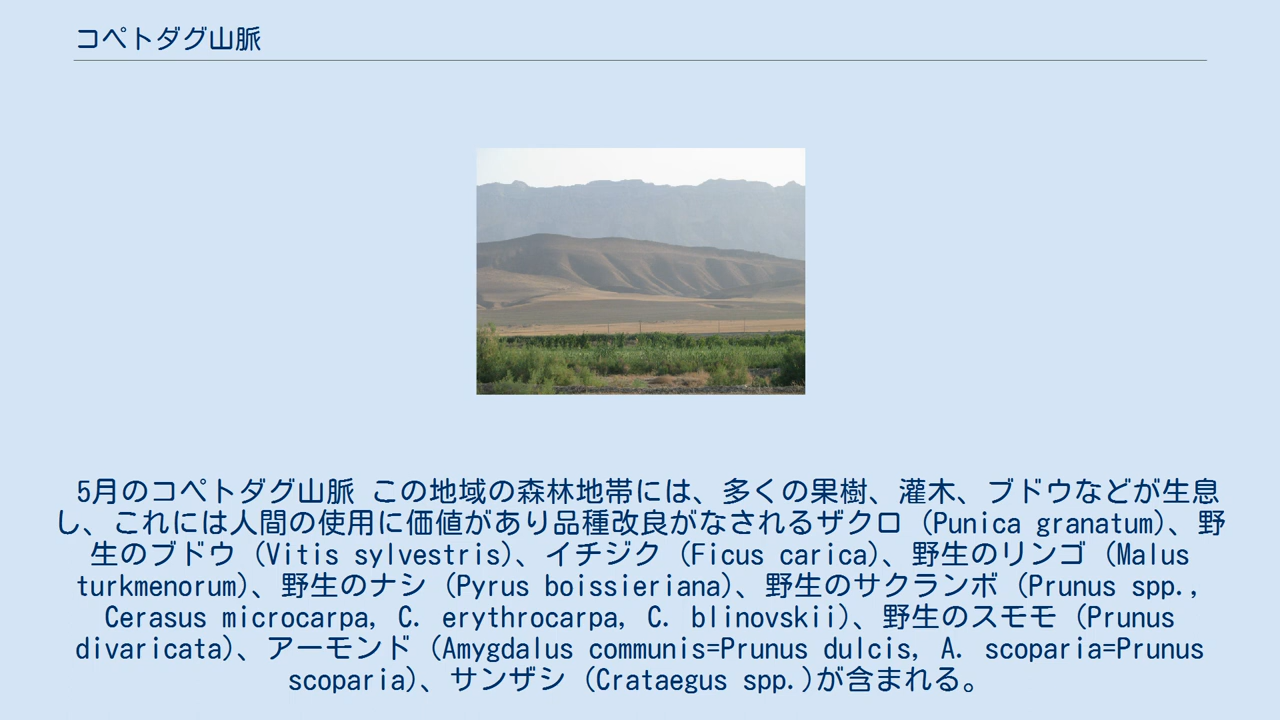 コペトダグ山脈
5月のコペトダグ山脈 この地域の森林地帯には、多くの果樹、灌木、ブドウなどが生息
し、これには人間の使用に価値があり品種改良がなされるザクロ (Punica granatum)、野
生のブドウ (Vitis sylvestris)、イチジク (Ficus carica)、野生のリンゴ (Malus
turkmenorum)、野生のナシ (Pyrus boissieriana)、野生のサクランボ (Prunus spp.,
Cerasus microcarpa, C. erythrocarpa, C. blinovskii)、野生のスモモ (Prunus
divaricata)、アーモンド (Amygdalus communis=Prunus dulcis, A. scoparia=Prunus
scoparia)、サンザシ (Crataegus spp.)が含まれる。